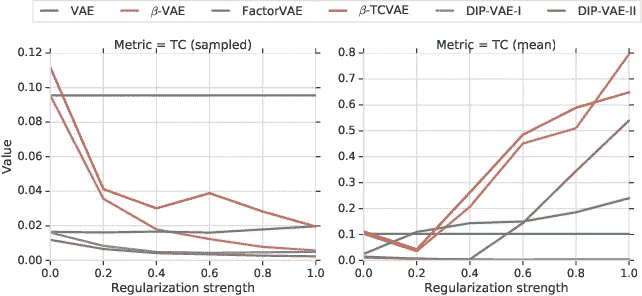 VAE β-VAE FactorVAE β-TCVAE DIP-VAE-I DIP-VAE-II
Metric = TC (sampled)
0.12
0.10
0.08
0.06
0.04
0.02
0.00
Value
0.0 0.2 0.4 0.6 0.8 1.0
Regularization strength
Metric = TC (mean)
0.8
0.7
0.6
0.5
0.4
0.3
0.2
0.1
0.0
0.0 0.2 0.4 0.6 0.8 1.0
Regularization strength